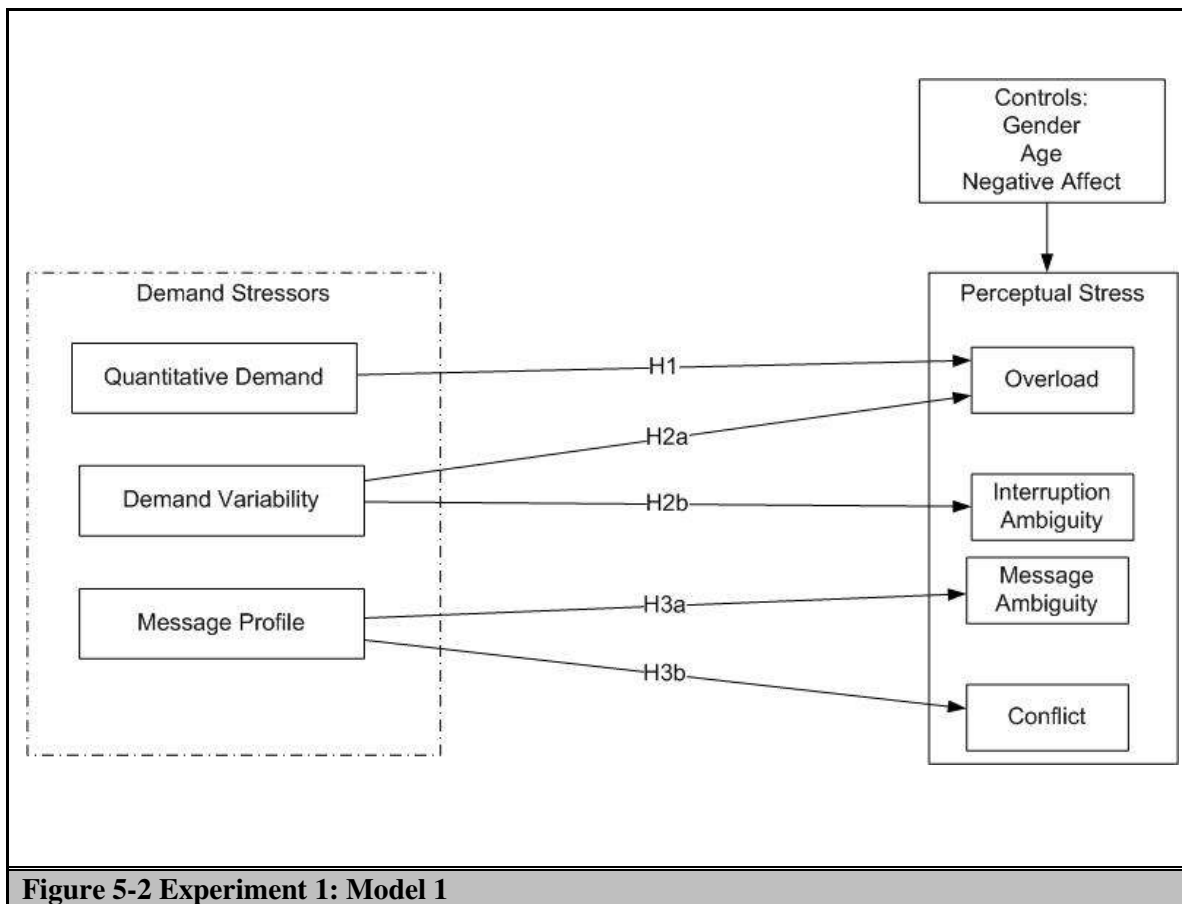 Controls:
Gender
Age
Negative Affect
Demand Stressors
Perceptual Stress
Quantitative Demand
H1
Overload
H2a
Demand Variability
H2b
Interruption
Ambiguity
Message Profile
H3a
Message
Ambiguity
H3b
Conflict
Figure 5-2 Experiment 1: Model 1